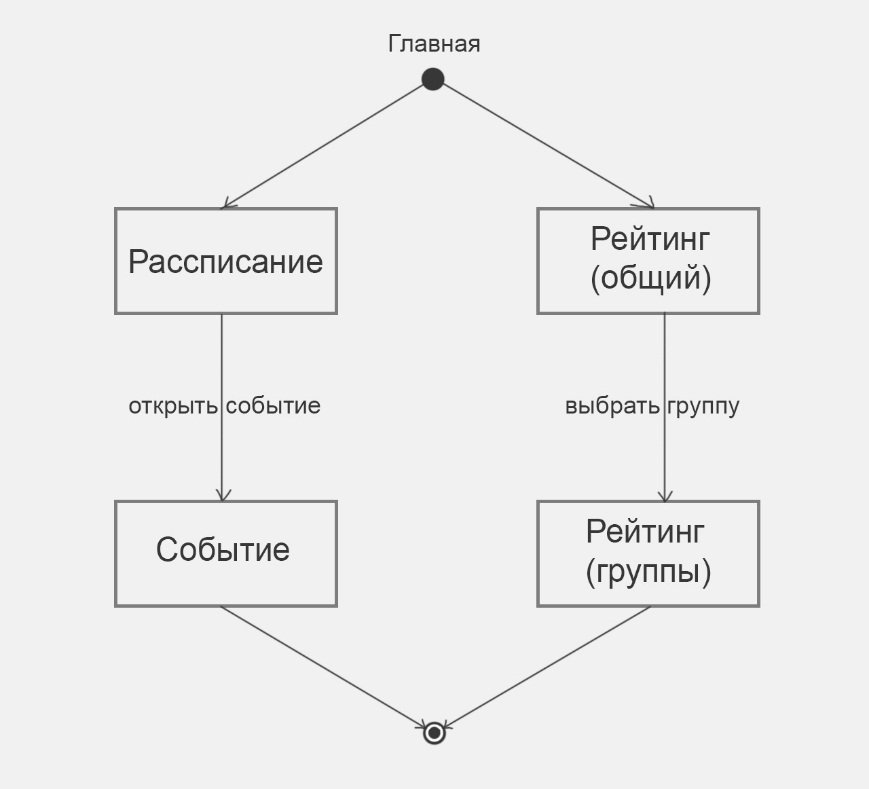 Главная
Рассписание
Рейтинг
(общий)
открыть событие
выбрать группу
Событие
Рейтинг
(группы)